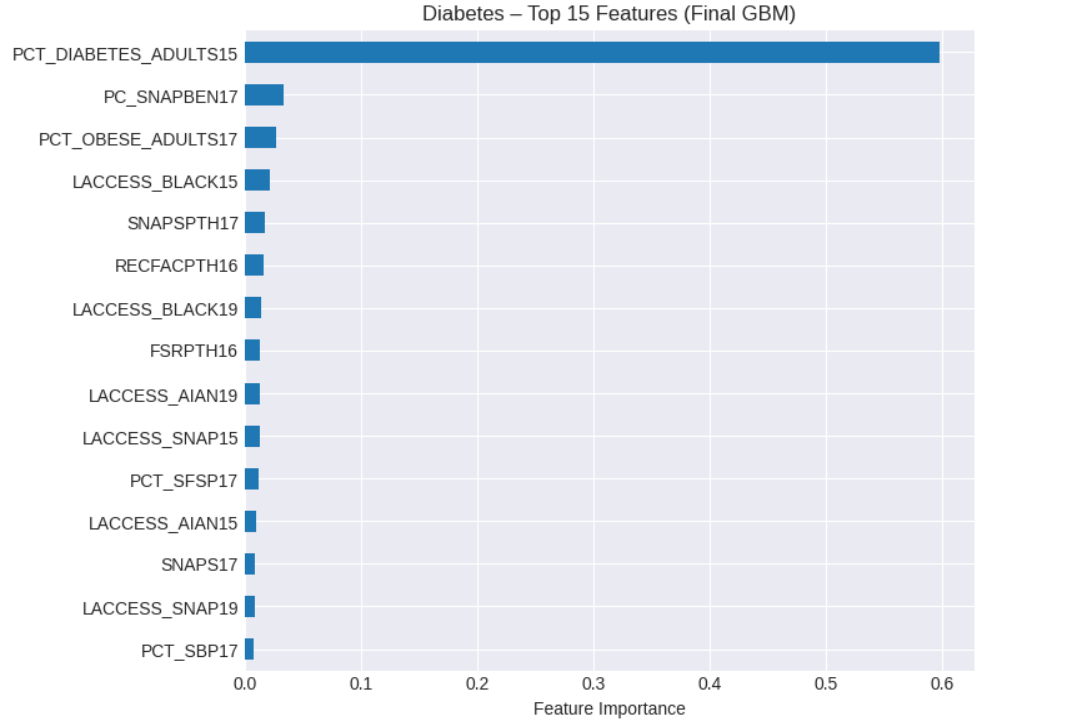 Diabetes – Top 15 Features (Final GBM)
PCT_DIABETES_ADULTS15
PC_SNAPBEN17
PCT_OBESE_ADULTS17
LACCESS_BLACK15
SNAPSPTH17
RECFACPTH16
LACCESS_BLACK19
FSRPTH16
LACCESS_AIAN19
LACCESS_SNAP15
PCT_SFSP17
LACCESS_AIAN15
SNAPS17
LACCESS_SNAP19
PCT_SBP17
0.0 0.1 0.2 0.3 0.4 0.5 0.6
Feature Importance